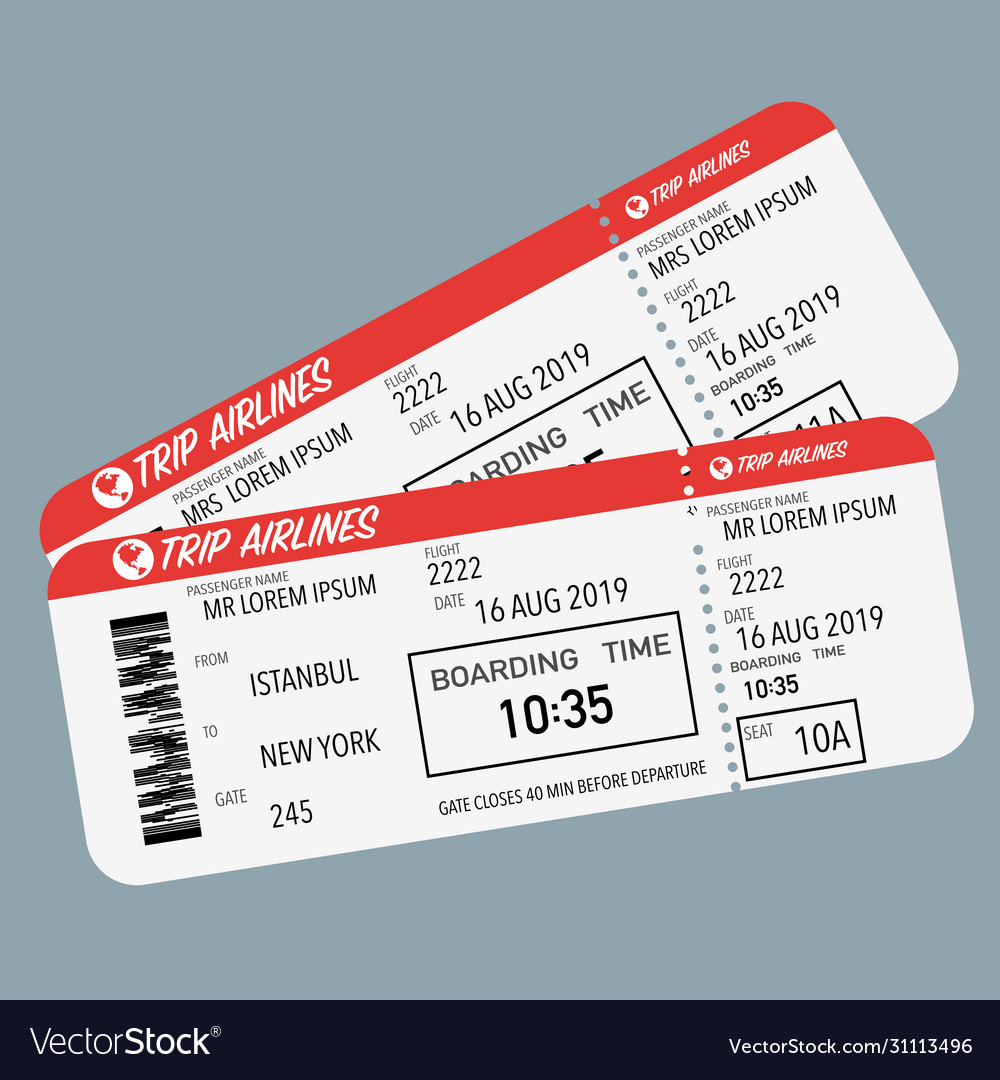 TRIP AIRLINES
PASSENGER NAME
MRS LOREM IPSUM
FLIGHT
2222
DATE 16 AUG 2019
BOARDING TIME
10:35
11A
TRIP AIRLINES
PASSENGER NAME
MRS LOREM IPSUM
FLIGHT
2222
DATE 16 AUG 2019
TIME
TRIP AIRLINES
PASSENGER NAME
MR LOREM IPSUM
FROM
ISTANBUL
TO
NEW YORK
GATE
245
FLIGHT
2222
DATE 16 AUG 2019
BOARDING TIME
10:35
GATE CLOSES 40 MIN BEFORE DEPARTURE
TRIP AIRLINES
PASSENGER NAME
MR LOREM IPSUM
FLIGHT
2222
DATE
16 AUG 2019
BOARDING TIME
10:35
SEAT 10A
VectorStock®
VectorStock.com/31113496